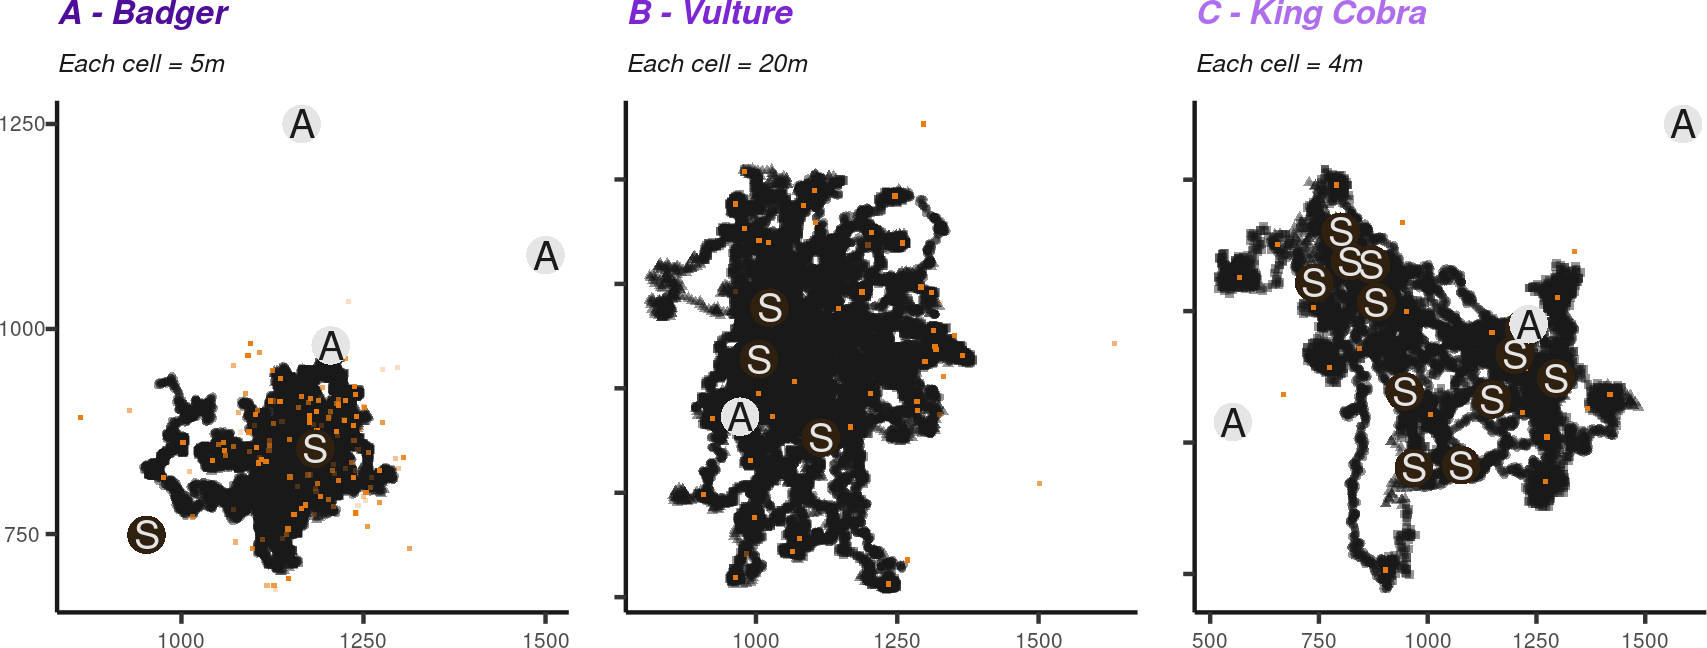 A - Badger
Each cell = 5m
1250
1000
750
A
A
A
S
S
1000
1250
1500
B - Vulture
Each cell = 20m
S
S
A
S
1000
1250
1500
C - King Cobra
Each cell = 4m
A
S
S
S
S
S
A
S
S
S
S
A
S
S
500
750
1000
1250
1500